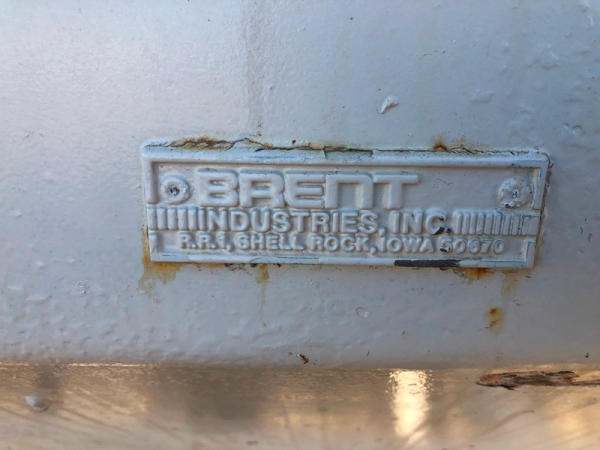 BRENT
INDUSTRIES, INC.
R.R.1, SHELL ROCK, IOWA 50670